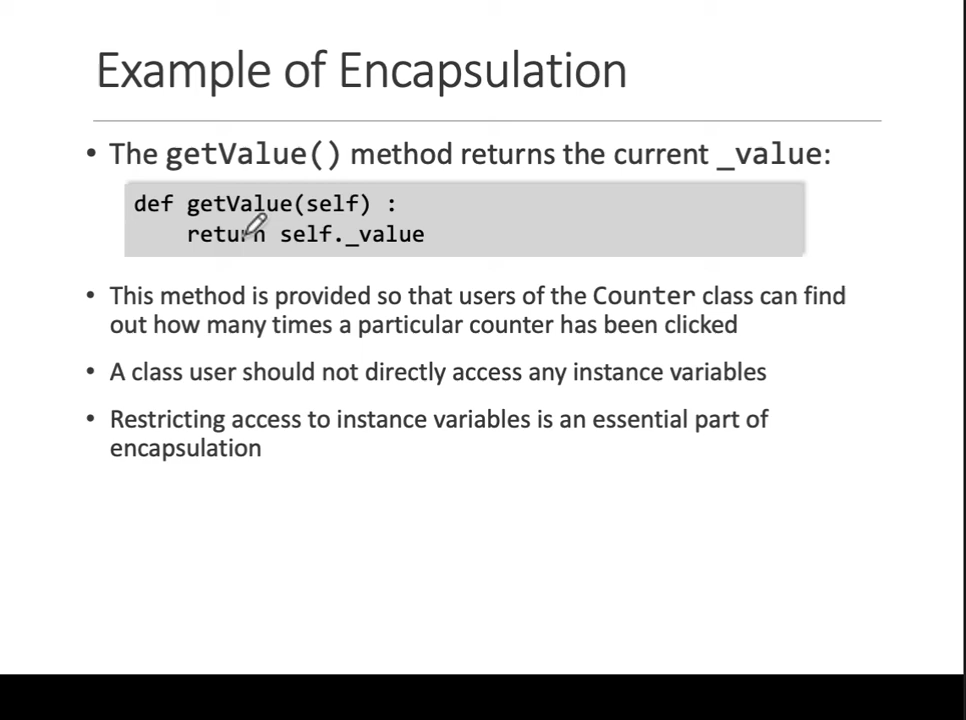 Example of Encapsulation
• The getValue() method returns the current _value:
def getValue(self) :
return self._value
• This method is provided so that users of the Counter class can find
out how many times a particular counter has been clicked
• A class user should not directly access any instance variables
• Restricting access to instance variables is an essential part of
encapsulation